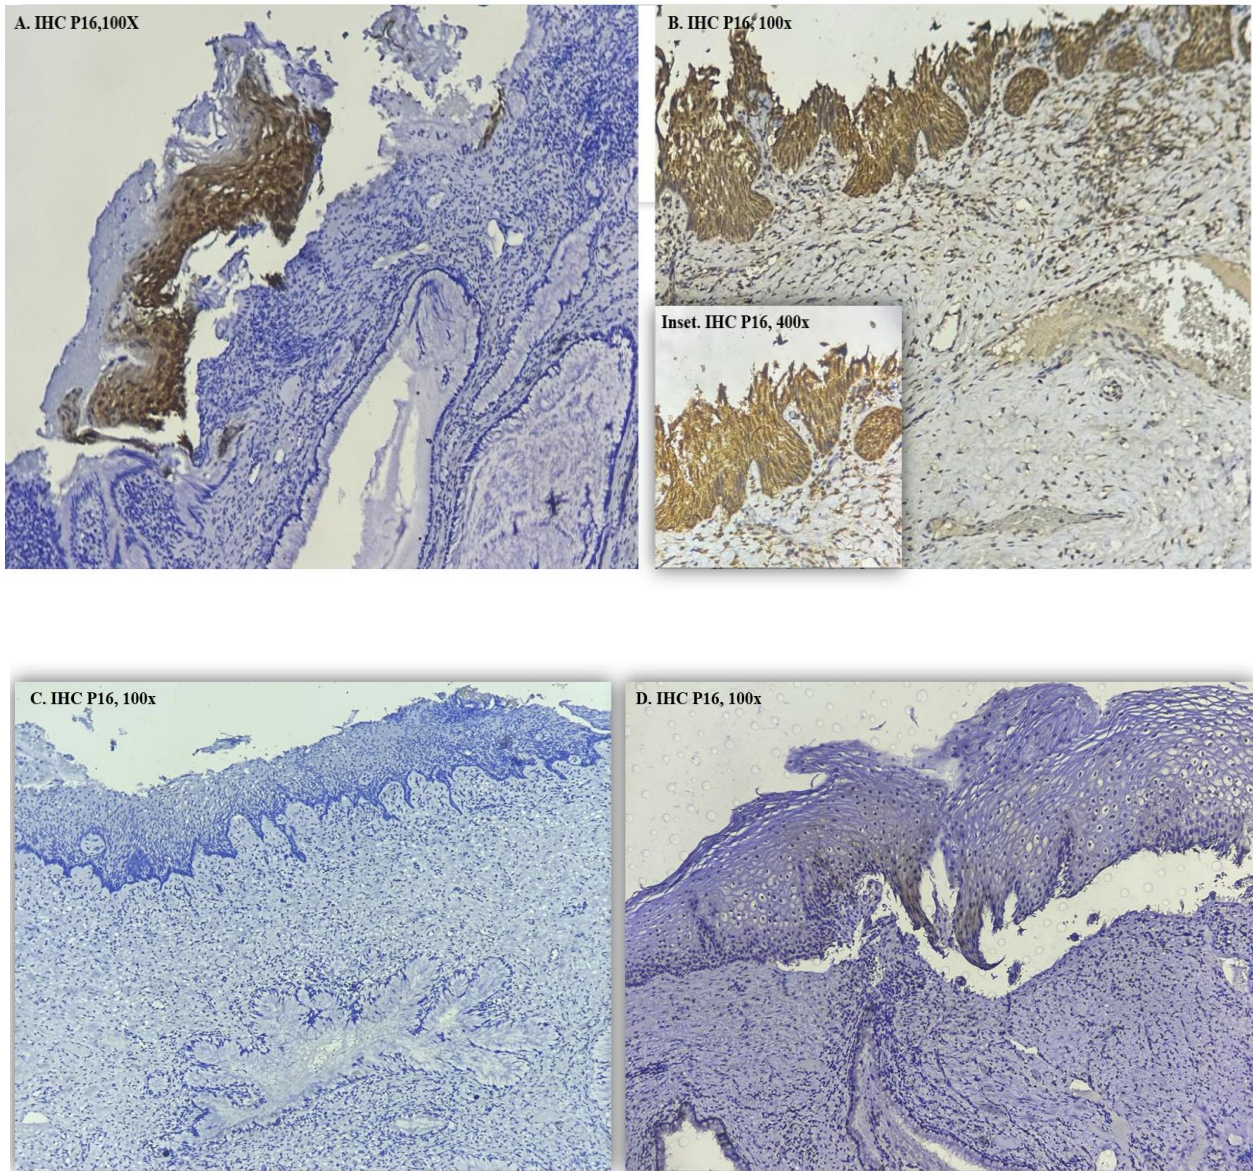 A. IHC P16,100X
B. IHC P16, 100x
Inset. IHC P16, 400x
C. IHC P16, 100x
D. IHC P16, 100x